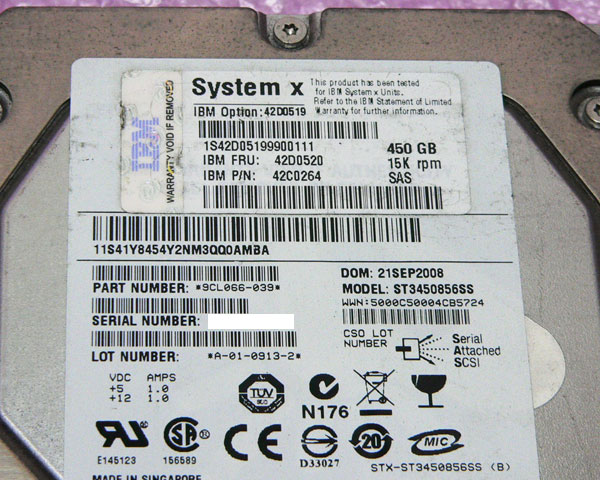 System x
This product has been tested
for IBM System x Units.
Refer to the IBM Statement of Limited
Warranty for further information.
IBM
WARRANTY VOID IF REMOVED
IBM Option: 42D0519
1S42D05199900111
IBM FRU: 42D0520
IBM P/N: 42C0264
450 GB
15K rpm
SAS
11S41Y8454Y2NM3QQ0AMBA
DOM: 21SEP2008
PART NUMBER: *9CL066-039*
MODEL: ST3450856SS
WWN:5000C50004CB5724
SERIAL NUMBER:
CSO LOT
NUMBER
Serial
Attached
SCSI
LOT NUMBER: *A-01-0913-2*
VDC AMPS
+5 1.0
+12 1.0
TUV
N176
E145123
156589
CE
D33027
20
MIC
STX-ST3450856SS (B)
MADE IN SINGAPORE